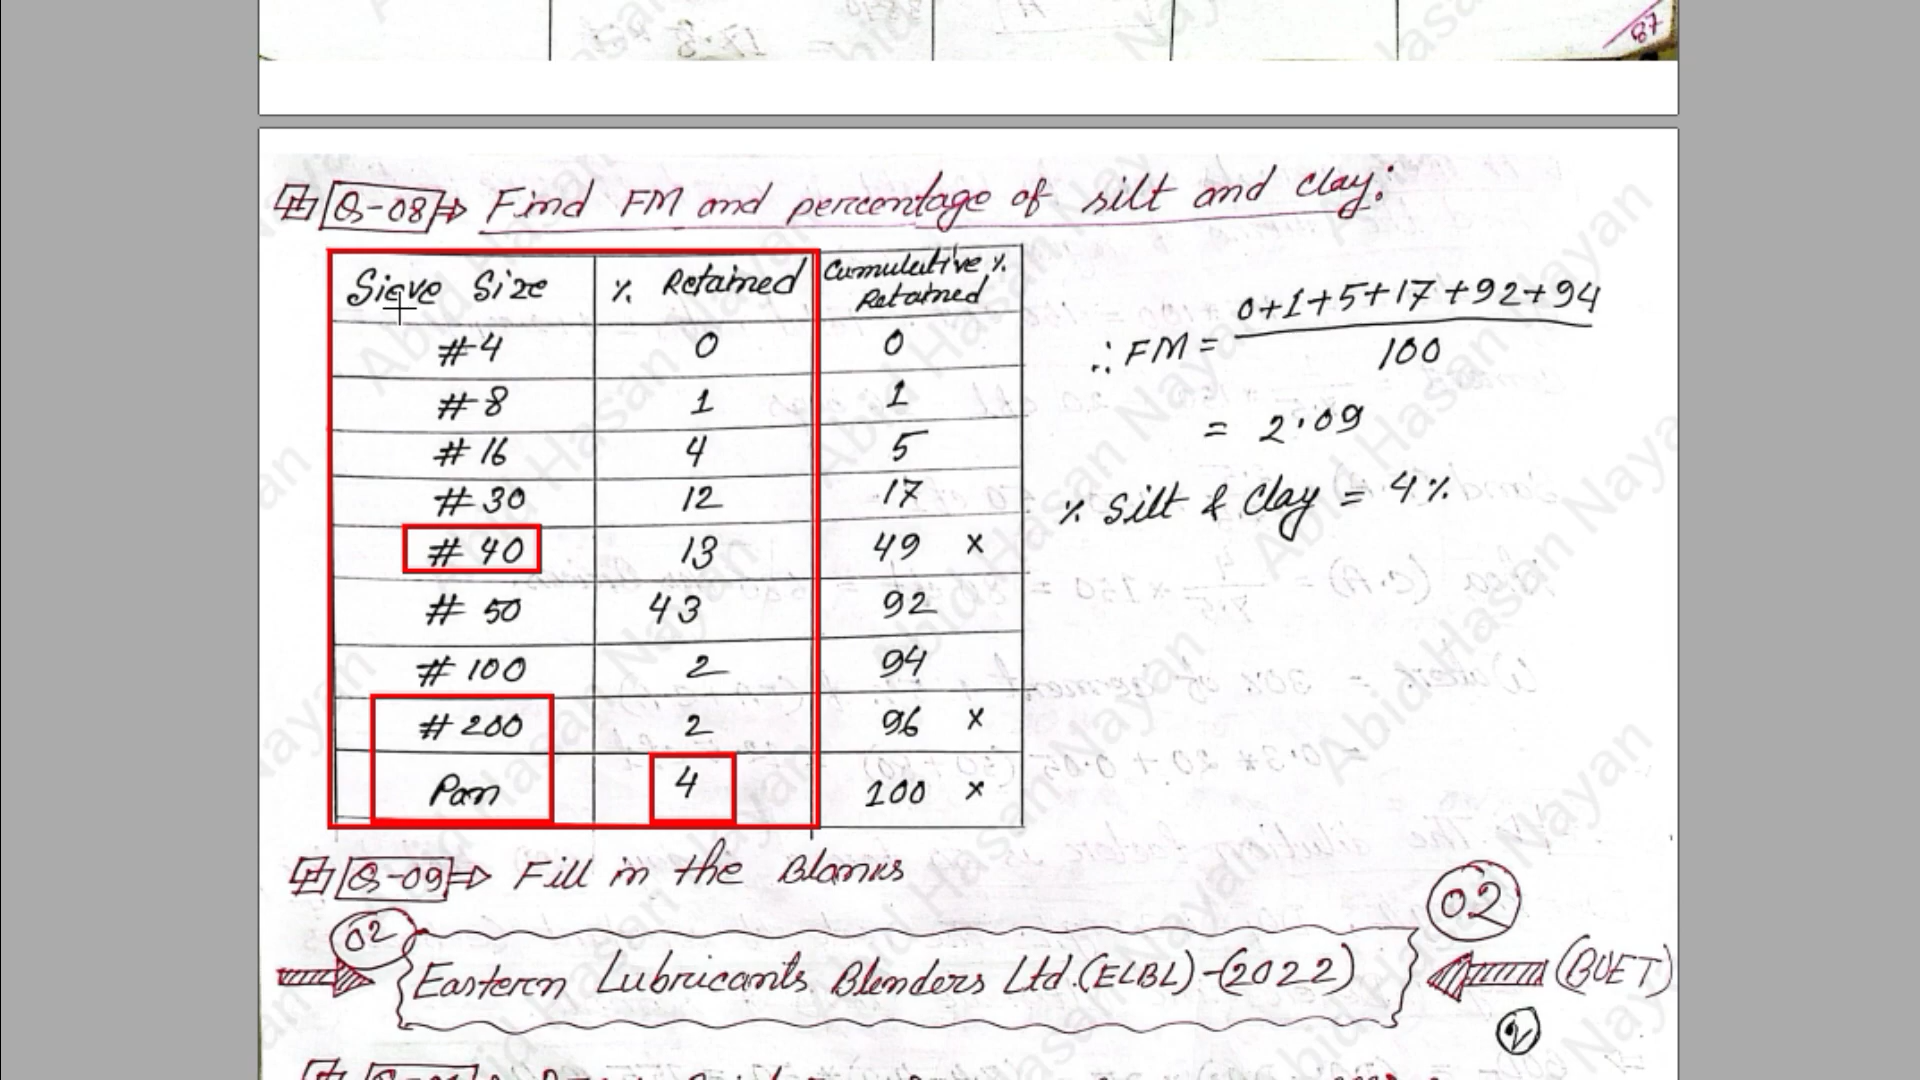 87
Q-08 ⇒ Find FM and percentage of silt and clay:
Sieve Size % Retained Cumulative % Retained
#4 0 0
#8 1 1
#16 4 5
#30 12 17
#40 13 49 ×
#50 43 92
#100 2 94
#200 2 96 ×
Pan 4 100 ×
∴ FM = 0+1+5+17+92+94
100
= 2.09
% Silt & Clay = 4%
Q-09 ⇒ Fill in the Blanks
02
02
Eastern Lubricants Blenders Ltd.(ELBL)-(2022)
(BUET)
Abid Hasan Nayan